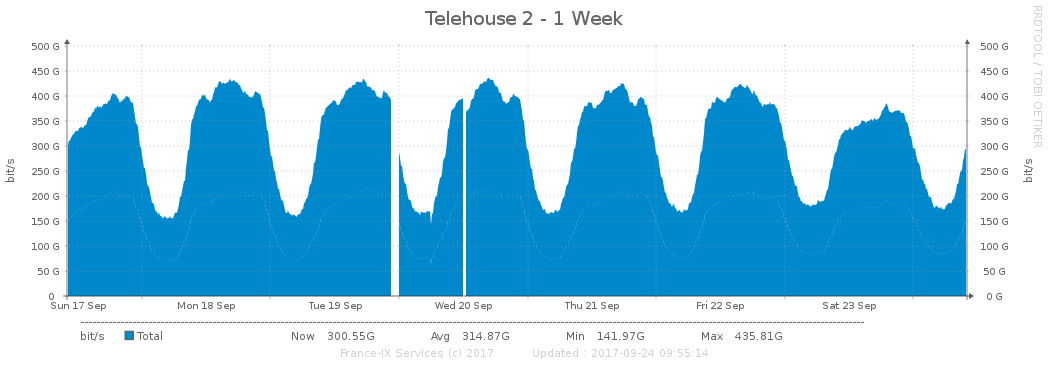 Telehouse 2 - 1 Week
RRDTOOL / TOBI OETIKER
500 G 500 G
450 G 450 G
400 G 400 G
350 G 350 G
300 G 300 G
250 G 250 G
200 G 200 G
150 G 150 G
100 G 100 G
50 G 50 G
0 0 G
bit/s
bit/s
Sun 17 Sep Mon 18 Sep Tue 19 Sep Wed 20 Sep Thu 21 Sep Fri 22 Sep Sat 23 Sep
bit/s Total Now 300.55G Avg 314.87G Min 141.97G Max 435.81G
France-IX Services (c) 2017 Updated : 2017-09-24 09:55:14